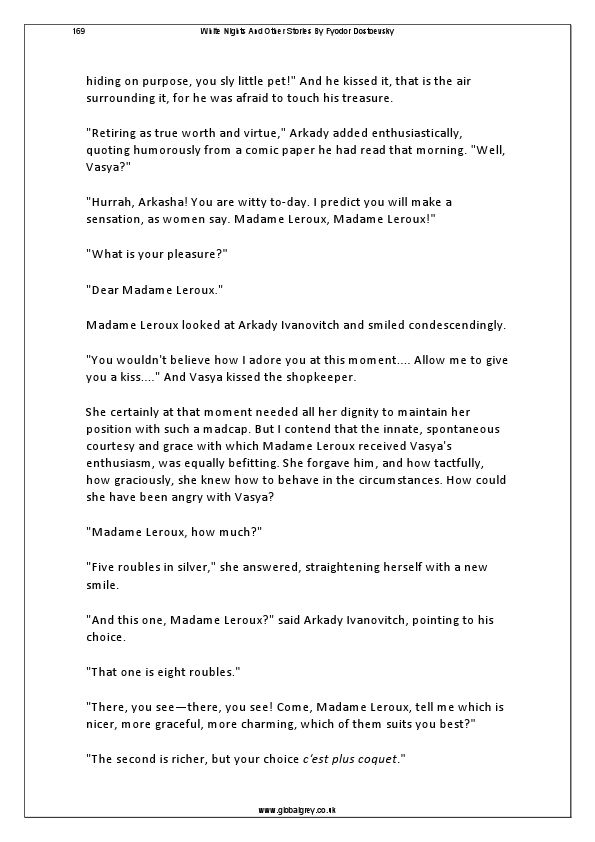 169 White Nights And Other Stories By Fyodor Dostoevsky
hiding on purpose, you sly little pet!" And he kissed it, that is the air
surrounding it, for he was afraid to touch his treasure.
"Retiring as true worth and virtue," Arkady added enthusiastically,
quoting humorously from a comic paper he had read that morning. "Well,
Vasya?"
"Hurrah, Arkasha! You are witty to-day. I predict you will make a
sensation, as women say. Madame Leroux, Madame Leroux!"
"What is your pleasure?"
"Dear Madame Leroux."
Madame Leroux looked at Arkady Ivanovitch and smiled condescendingly.
"You wouldn't believe how I adore you at this moment.... Allow me to give
you a kiss...." And Vasya kissed the shopkeeper.
She certainly at that moment needed all her dignity to maintain her
position with such a madcap. But I contend that the innate, spontaneous
courtesy and grace with which Madame Leroux received Vasya's
enthusiasm, was equally befitting. She forgave him, and how tactfully,
how graciously, she knew how to behave in the circumstances. How could
she have been angry with Vasya?
"Madame Leroux, how much?"
"Five roubles in silver," she answered, straightening herself with a new
smile.
"And this one, Madame Leroux?" said Arkady Ivanovitch, pointing to his
choice.
"That one is eight roubles."
"There, you see—there, you see! Come, Madame Leroux, tell me which is
nicer, more graceful, more charming, which of them suits you best?"
"The second is richer, but your choice c'est plus coquet."
www.globalgrey.co.uk